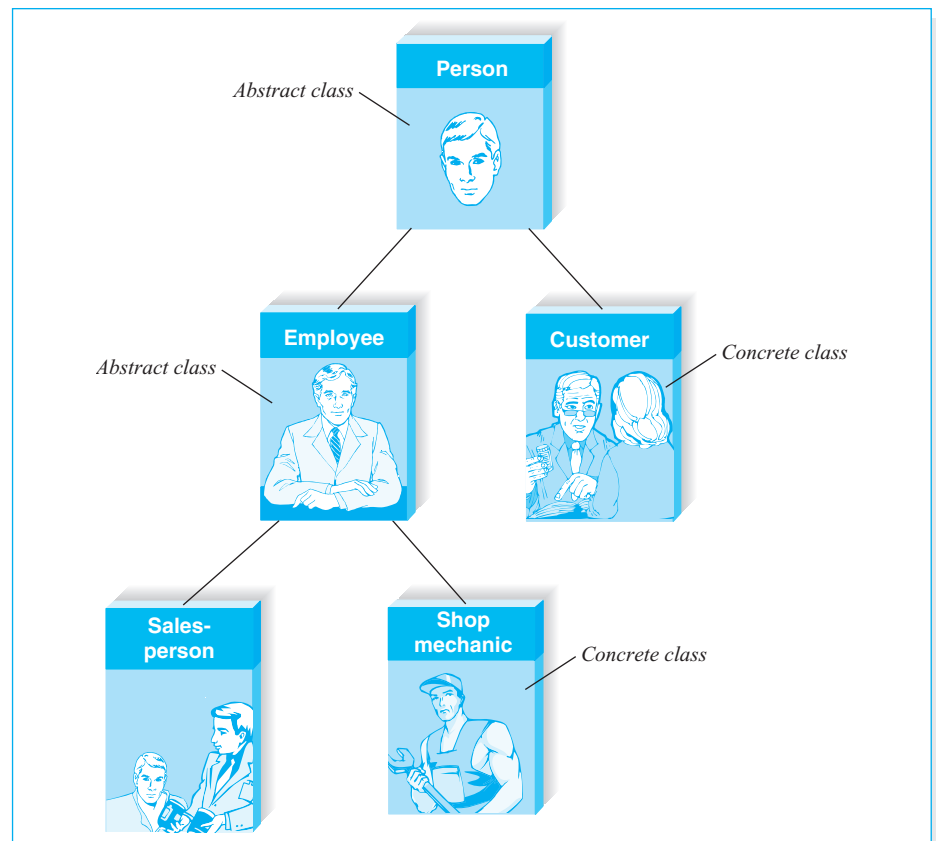 Person
Abstract class
Employee
Customer
Concrete class
Abstract class
Sales-
person
Shop
mechanic
Concrete class